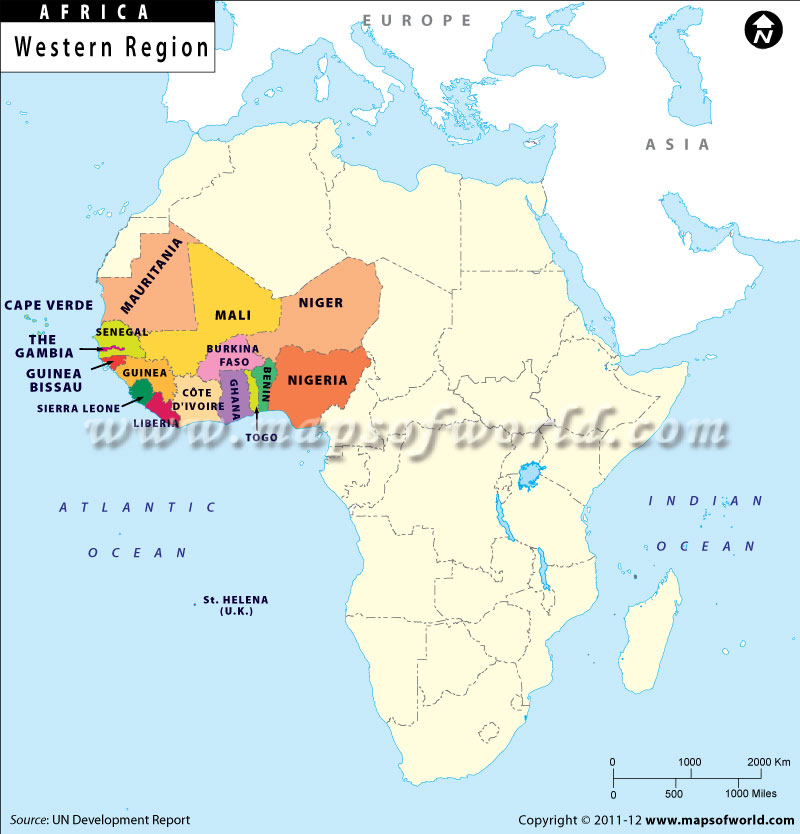 AFRICA
Western Region
EUROPE
ASIA
MAURITANIA
CAPE VERDE
MALI
NIGER
SENEGAL
THE
GAMBIA
BURKINA
FASO
GUINEA
BISSAU
GUINEA
BENIN
NIGERIA
GHANA
CÔTE
D'IVOIRE
SIERRA LEONE
LIBERIA
TOGO
www.mapsofworld.com
ATLANTIC
OCEAN
INDIAN
OCEAN
St. HELENA
(U.K.)
0 1000 2000 Km
0 500 1000 Miles
Source: UN Development Report
Copyright © 2011-12 www.mapsofworld.com
N